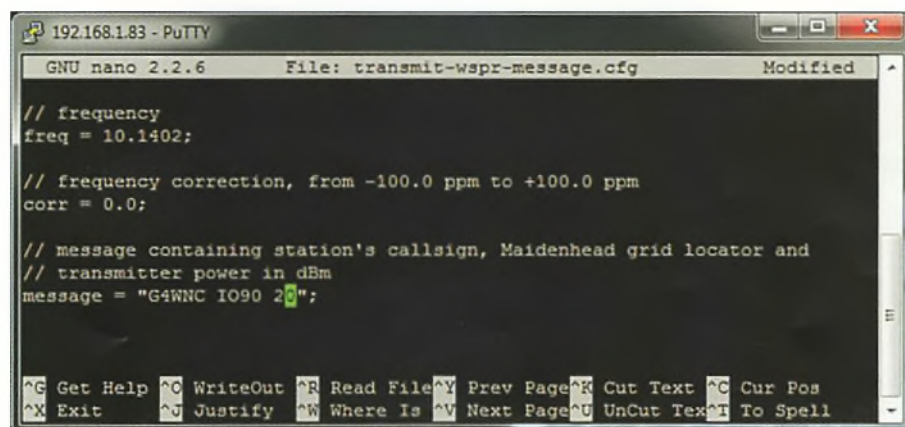 192.168.1.83 - PuTTY
GNU nano 2.2.6 File: transmit-wspr-message.cfg Modified
// frequency
freq = 10.1402;
// frequency correction, from -100.0 ppm to +100.0 ppm
corr = 0.0;
// message containing station's callsign, Maidenhead grid locator and
// transmitter power in dBm
message = "G4WNC IO90 20";
^G Get Help ^O WriteOut ^R Read File ^Y Prev Page ^K Cut Text ^C Cur Pos
^X Exit ^J Justify ^W Where Is ^V Next Page ^U UnCut Tex ^T To Spell